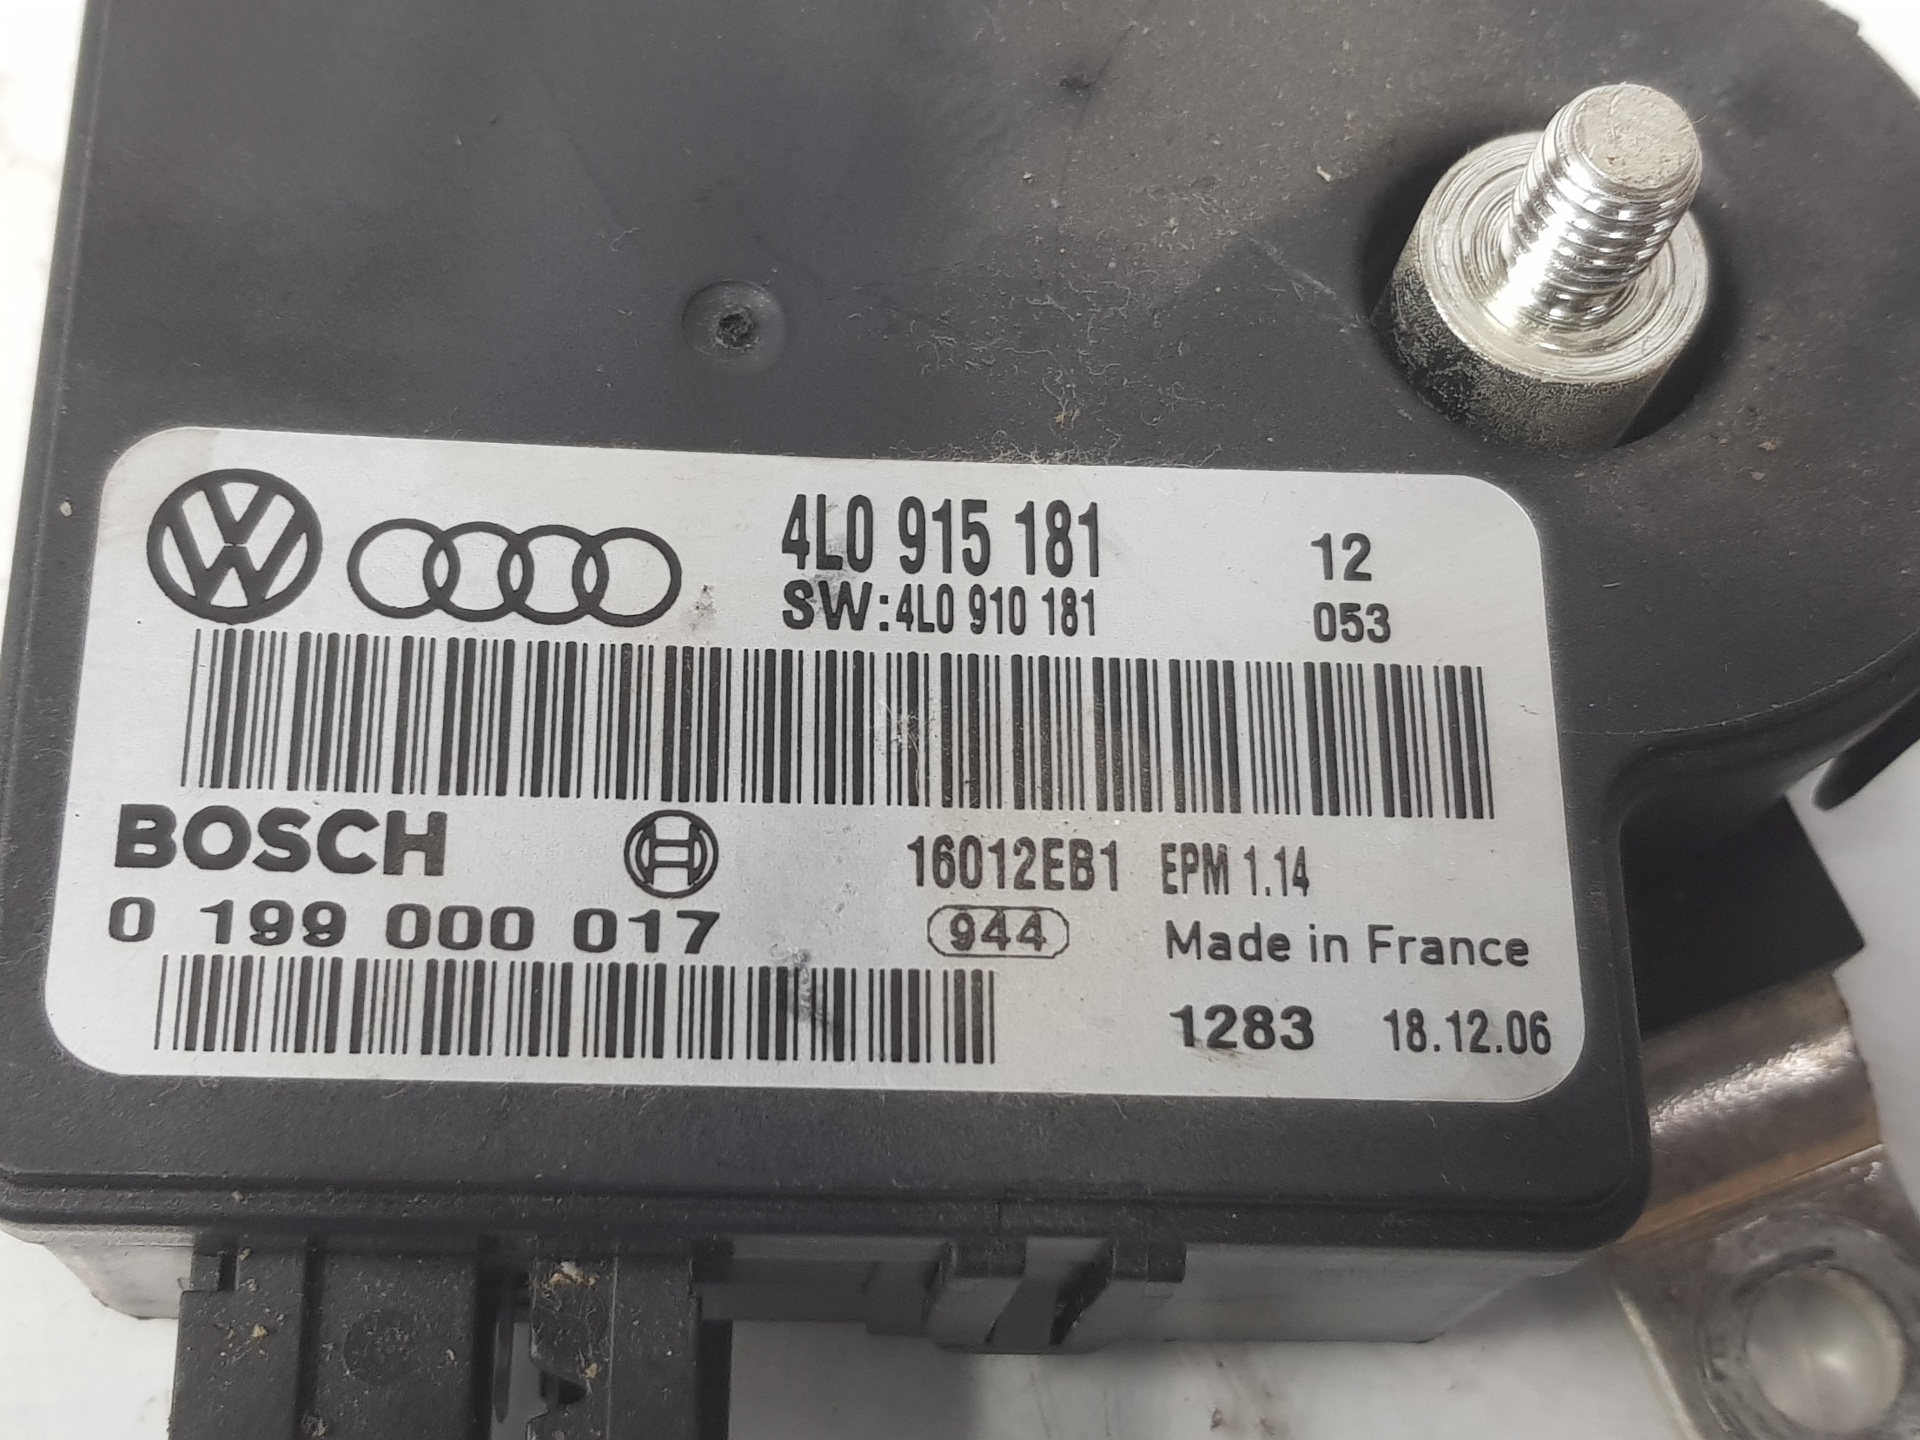 4L0 915 181 12
SW:4L0 910 181 053
BOSCH 16012EB1 EPM 1.14
0 199 000 017 944 Made in France
1283 18.12.06